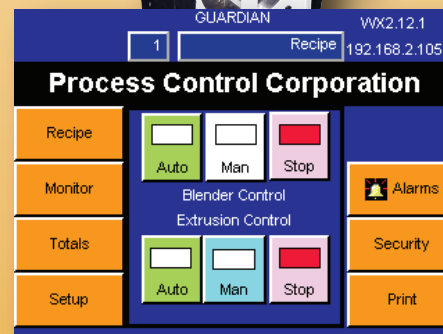 GUARDIAN
WX2.12.1
1 Recipe 192.168.2.105
Process Control Corporation
Recipe
Auto Man Stop
Monitor
Blender Control
Alarms
Extrusion Control
Totals
Security
Auto Man Stop
Setup
Print